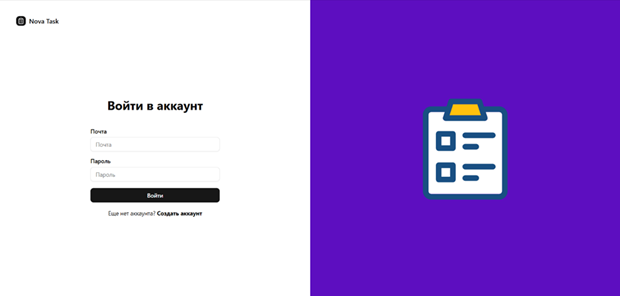 Nova Task
Войти в аккаунт
Почта
Почта
Пароль
Пароль
Войти
Еще нет аккаунта? Создать аккаунт